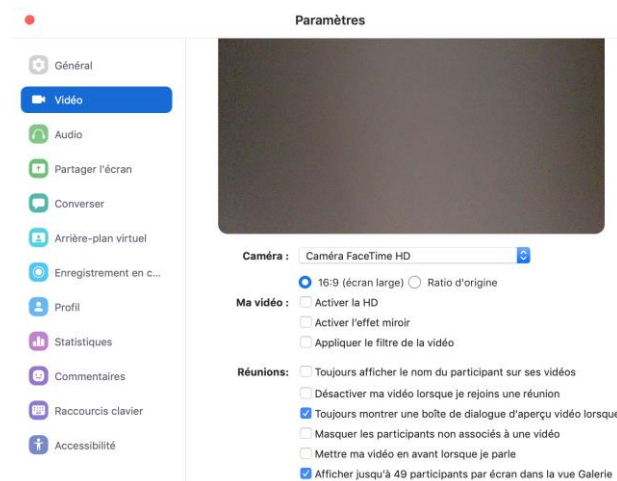 Paramètres
Général
Vidéo
Audio
Partager l'écran
Converser
Arrière-plan virtuel
Enregistrement en c...
Profil
Statistiques
Commentaires
Raccourcis clavier
Accessibilité
Caméra : Caméra FaceTime HD
16:9 (écran large) Ratio d'origine
Ma vidéo : Activer la HD
Activer l'effet miroir
Appliquer le filtre de la vidéo
Réunions: Toujours afficher le nom du participant sur ses vidéos
Désactiver ma vidéo lorsque je rejoins une réunion
Toujours montrer une boîte de dialogue d'aperçu vidéo lorsque
Masquer les participants non associés à une vidéo
Mettre ma vidéo en avant lorsque je parle
Afficher jusqu'à 49 participants par écran dans la vue Galerie